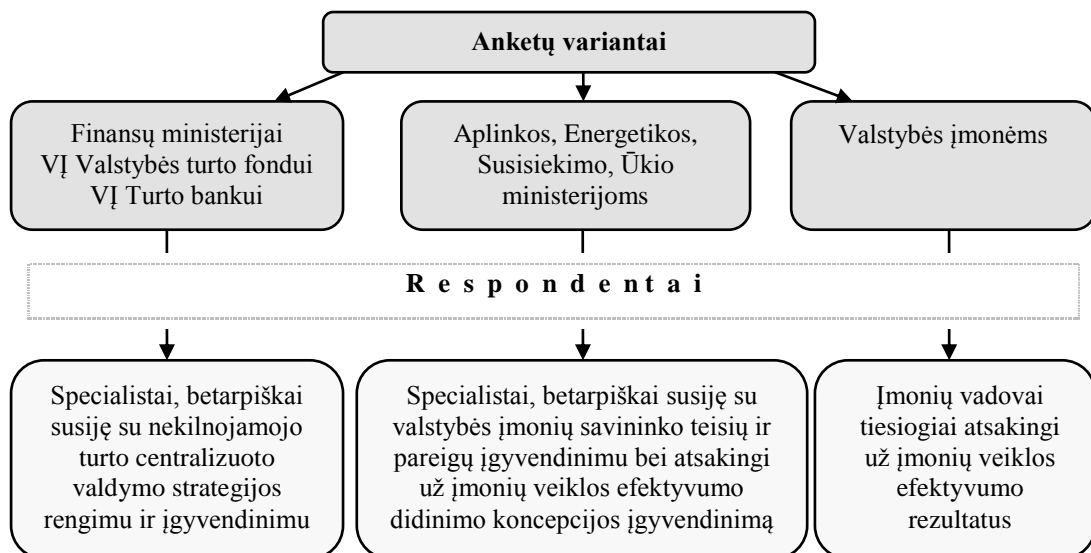 Anketų variantai
Finansų ministerijai
VĮ Valstybės turto fondui
VĮ Turto bankui
Aplinkos, Energetikos,
Susisiekimo, Ūkio
ministerijoms
Valstybės įmonėms
Respondentai
Specialistai, betarpiškai
susiję su nekilnojamojo
turto centralizuoto
valdymo strategijos
rengimu ir įgyvendinimu
Specialistai, betarpiškai susiję su
valstybės įmonių savininko teisių ir
pareigų įgyvendinimu bei atsakingi
už įmonių veiklos efektyvumo
didinimo koncepcijos įgyvendinimą
Įmonių vadovai
tiesiogiai atsakingi
už įmonių veiklos
efektyvumo
rezultatus